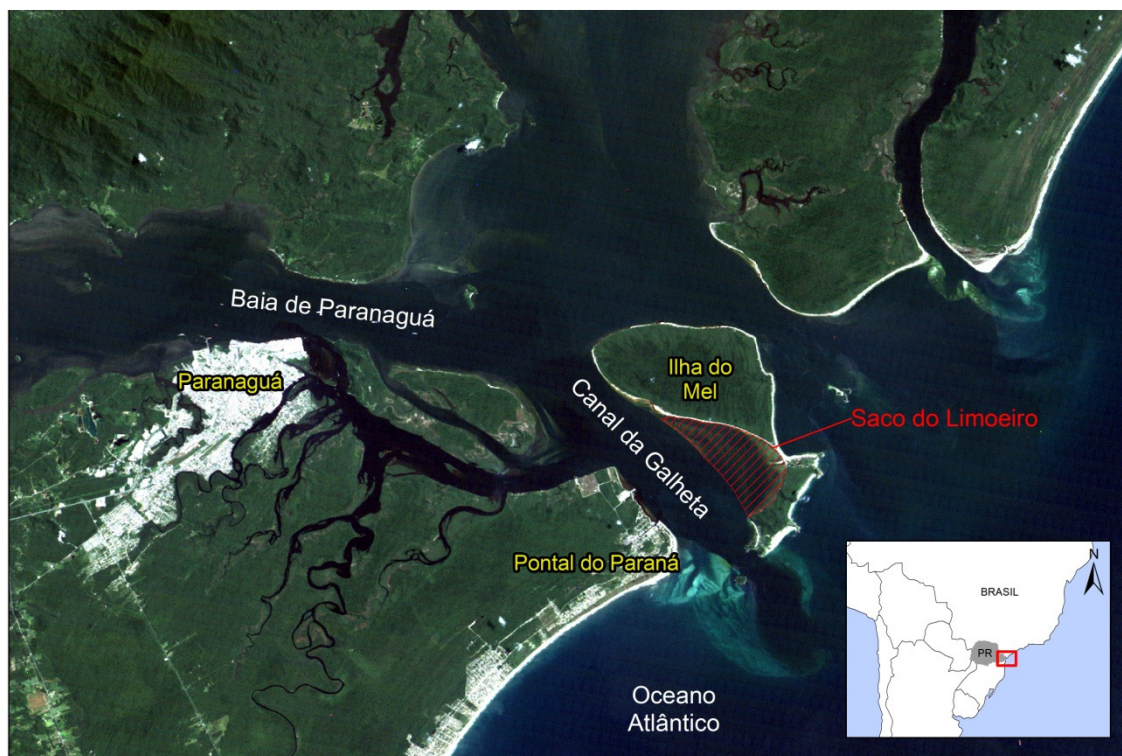 Baia de Paranaguá
Paranaguá
Ilha do
Mel
Canal da Galheta
Saco do Limoeiro
Pontal do Paraná
Oceano
Atlântico
N
BRASIL
PR